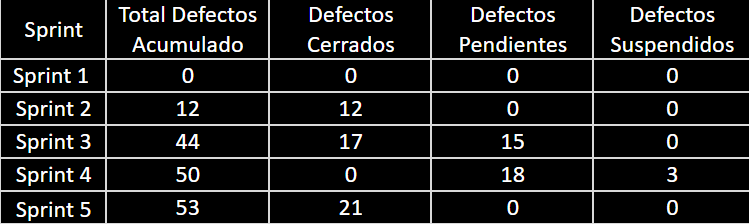 Sprint Total Defectos Acumulado Defectos Cerrados Defectos Pendientes Defectos Suspendidos
Sprint 1 0 0 0 0
Sprint 2 12 12 0 0
Sprint 3 44 17 15 0
Sprint 4 50 0 18 3
Sprint 5 53 21 0 0